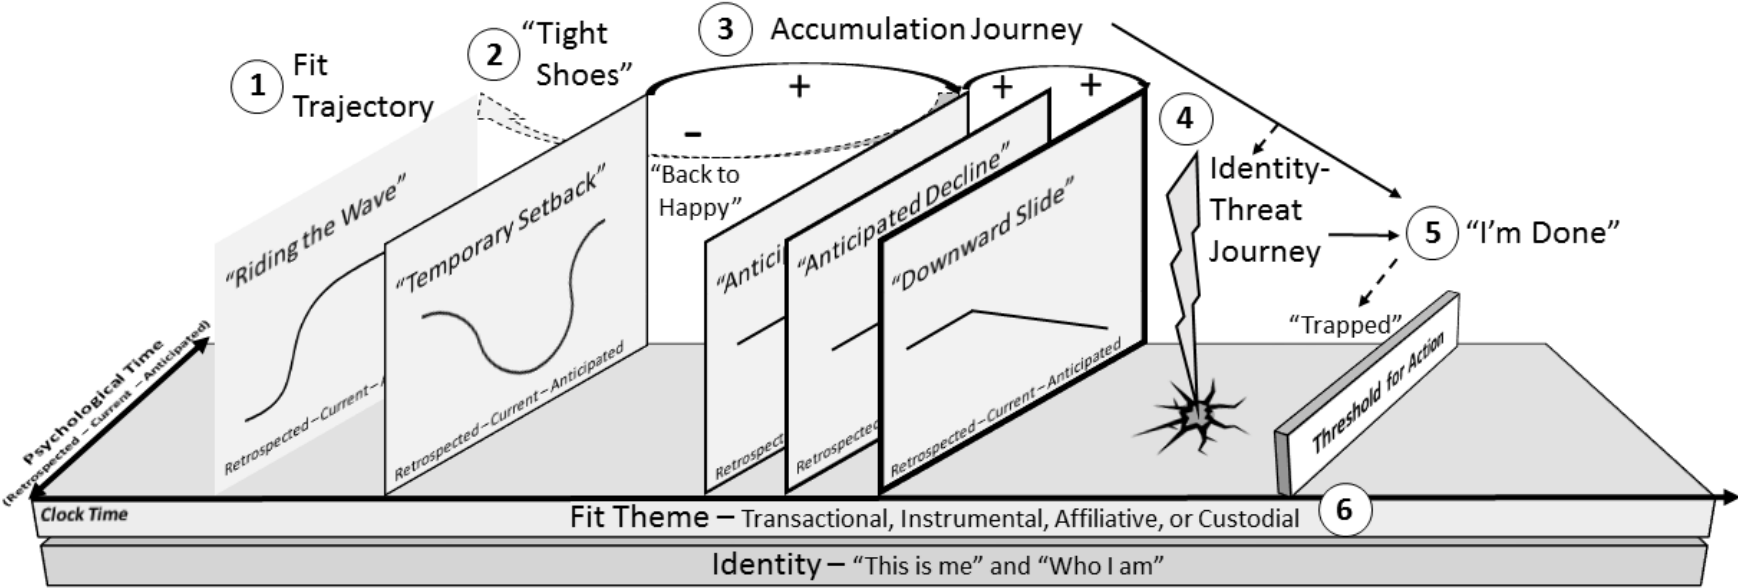 1 Fit
Trajectory
2 “Tight
Shoes”
3 Accumulation Journey
+
–
+
+
“Back to
Happy”
4
Identity-
Threat
Journey
5 “I’m Done”
“Trapped”
“Riding the Wave”
Retrospected – Current – A
“Temporary Setback”
Retrospected – Current – Anticipated
“Antici
Retrospect
“Anticipated Decline”
Retrospected
“Downward Slide”
Retrospected – Current – Anticipated
Threshold for Action
Psychological Time
(Retrospected – Current – Anticipated)
Clock Time
Fit Theme – Transactional, Instrumental, Affiliative, or Custodial
6
Identity – “This is me” and “Who I am”